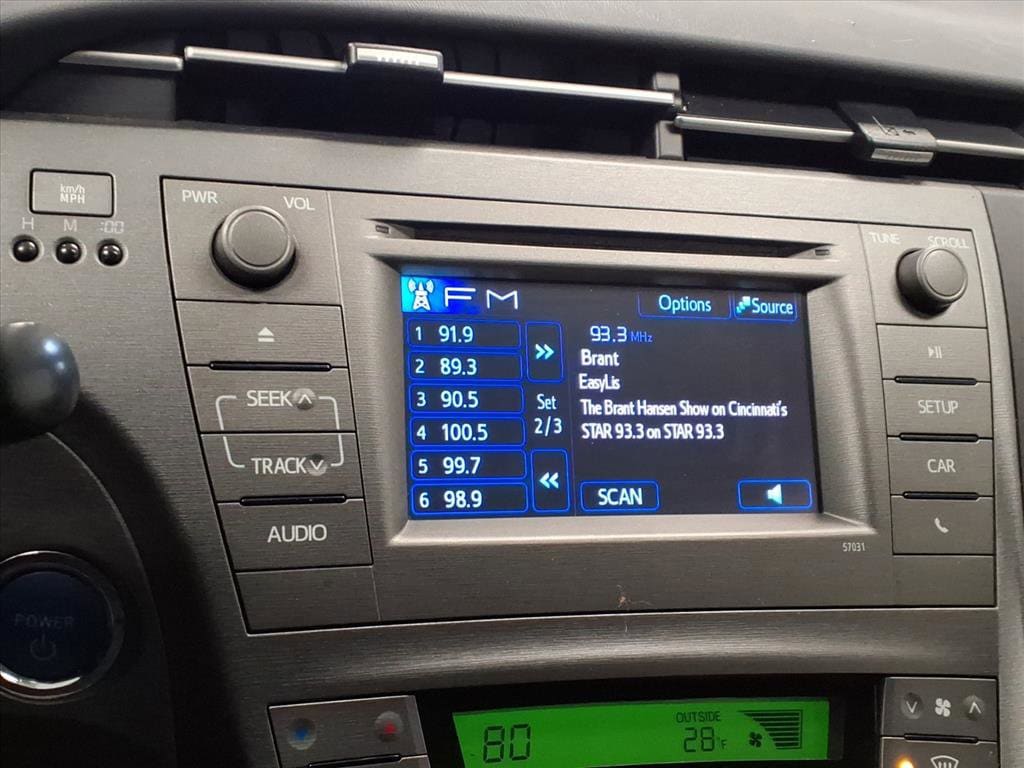 km/h
MPH
H M :00
PWR VOL
TUNE SCROLL
FM
Options Source
1 91.9
2 89.3
3 90.5
4 100.5
5 99.7
6 98.9
Set
2/3
93.3 MHz
Brant
EasyLis
The Brant Hansen Show on Cincinnati's
STAR 93.3 on STAR 93.3
SCAN
SEEK
TRACK
AUDIO
SETUP
CAR
57031
POWER
80
OUTSIDE
28°F